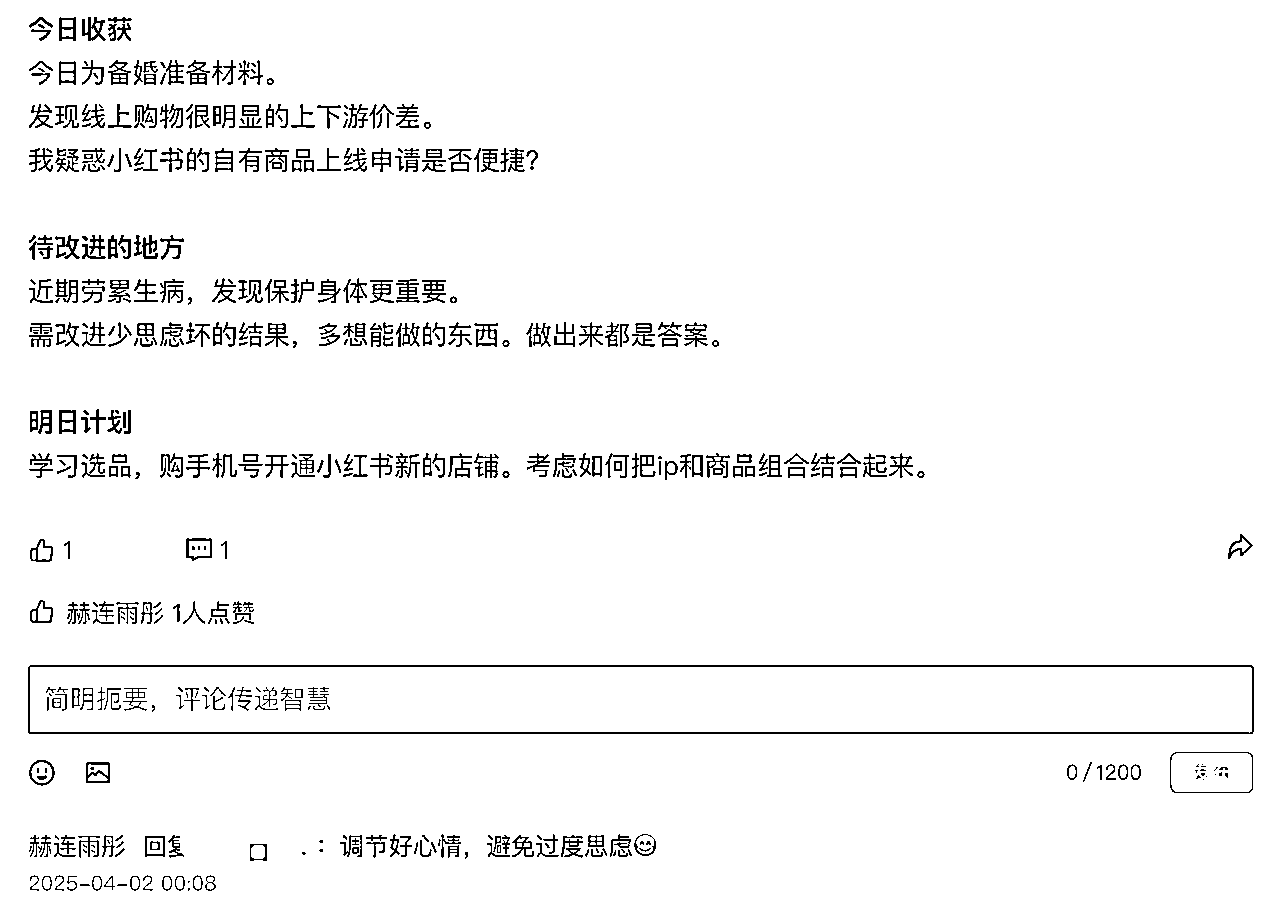 今日收获
今日为备婚准备材料。
发现线上购物很明显的上下游价差。
我疑惑小红书的自有商品上线申请是否便捷？
待改进的地方
近期劳累生病，发现保护身体更重要。
需改进少思虑坏的结果，多想能做的东西。做出来都是答案。
明日计划
学习选品，购手机号开通小红书新的店铺。考虑如何把ip和商品组合结合起来。
1 1
赫连雨彤 1人点赞
简明扼要，评论传递智慧
0 / 1200
赫连雨彤 回复 ：调节好心情，避免过度思虑😊
2025-04-02 00:08